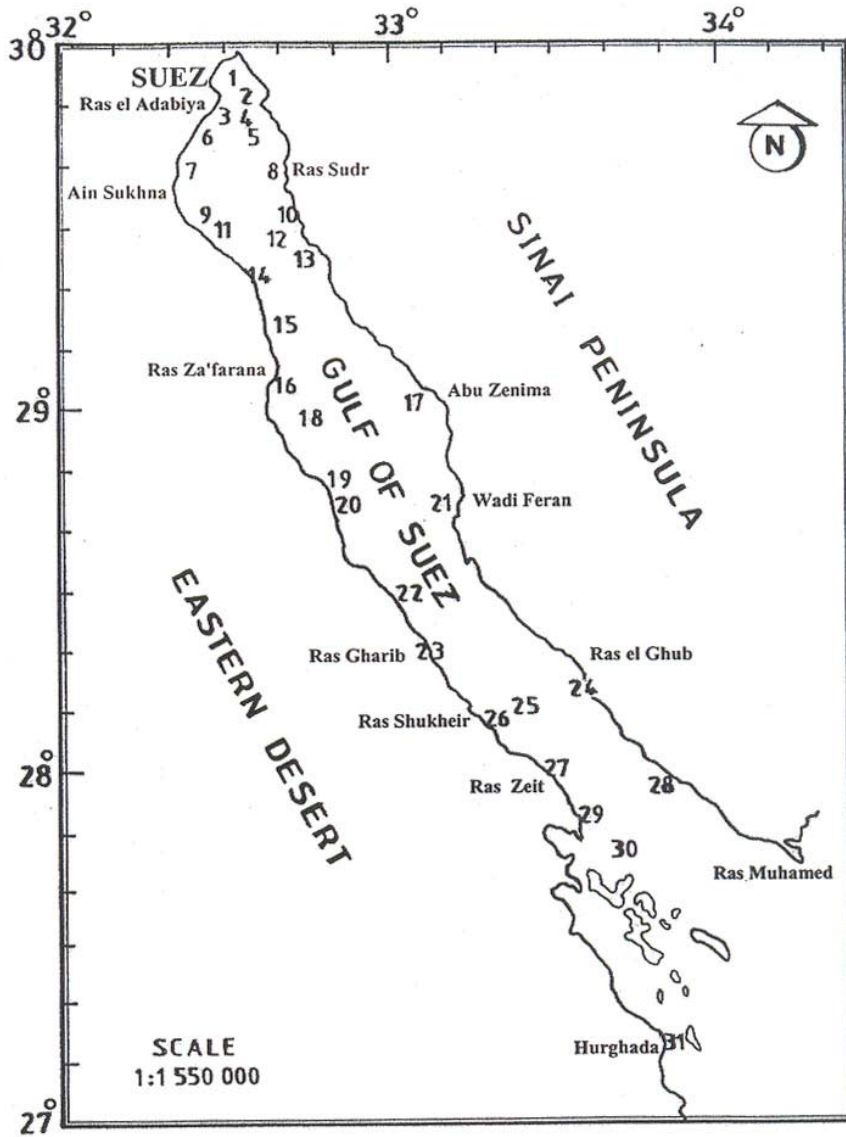 32° 33° 34°
30°
SUEZ 1
2
Ras el Adabiya
3 4
6 5
7 8 Ras Sudr
Ain Sukhna
9 10
11 12
13
14
15
Ras Za'farana
16
17 Abu Zenima
29°
18
19
20 21 Wadi Feran
22
Ras Gharib 23
Ras el Ghub
24
25
Ras Shukheir 26
27
28°
Ras Zeit 28
29
30
Ras Muhamed
Hurghada 31
27°
N
SINAI PENINSULA
GULF OF SUEZ
EASTERN DESERT
SCALE
1:1 550 000